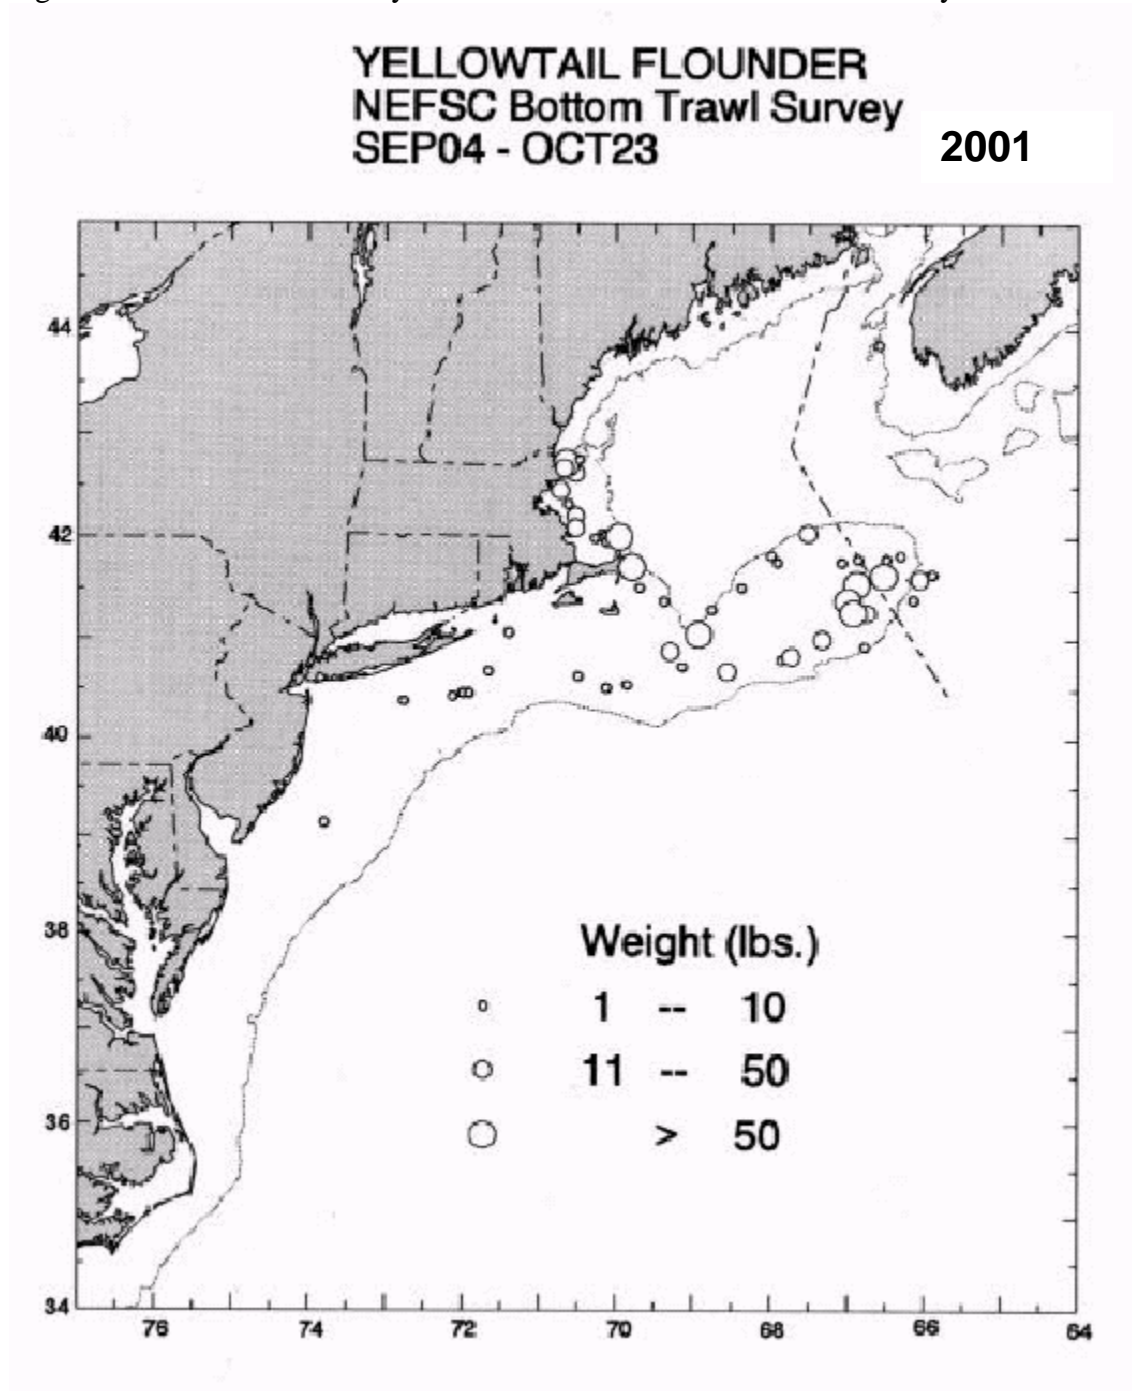 YELLOWTAIL FLOUNDER
NEFSC Bottom Trawl Survey
SEP04 - OCT23
2001
44
42
40
38
36
34
Weight (lbs.)
1 -- 10
11 -- 50
> 50
76 74 72 70 68 66 64